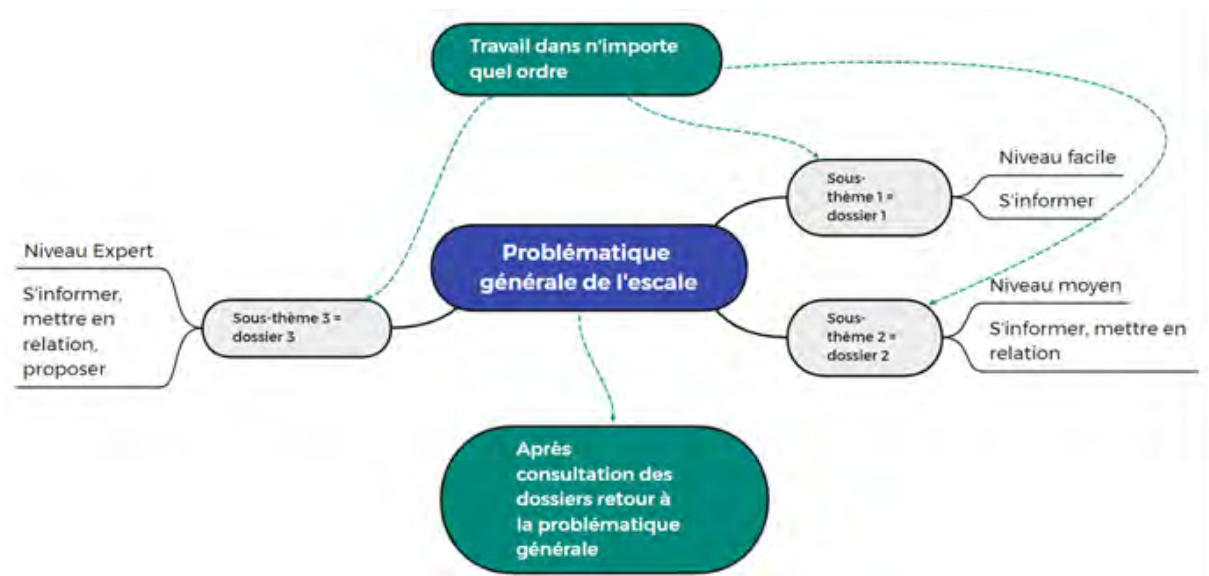 Travail dans n'importe
quel ordre
Sous-
thème 1 =
dossier 1
Niveau facile
S'informer
Problématique
générale de l'escale
Niveau Expert
S'informer,
mettre en
relation,
proposer
Sous-thème 3 =
dossier 3
Sous-
thème 2 =
dossier 2
Niveau moyen
S'informer, mettre en
relation
Après
consultation des
dossiers retour à
la problématique
générale